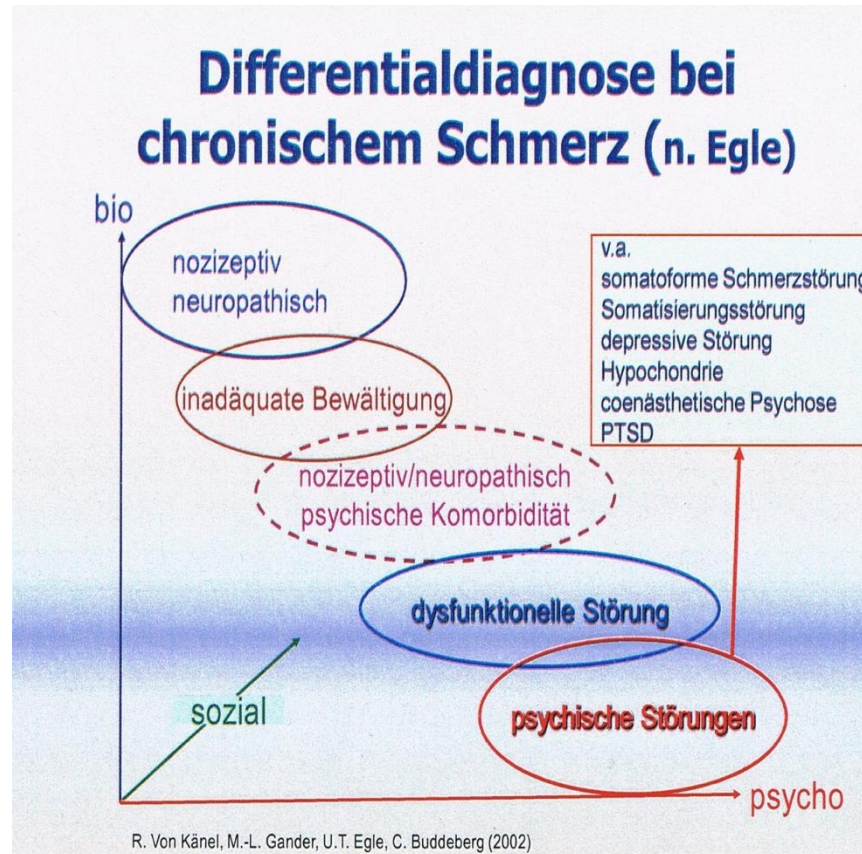 Differentialdiagnose bei
chronischem Schmerz (n. Egle)
bio
nozizeptiv
neuropathisch
v.a.
somatoforme Schmerzstörung
Somatisierungsstörung
depressive Störung
Hypochondrie
coenästhetische Psychose
PTSD
inadäquate Bewältigung
nozizeptiv/neuropathisch
psychische Komorbidität
dysfunktionelle Störung
sozial
psychische Störungen
psycho
R. Von Känel, M.-L. Gander, U.T. Egle, C. Buddeberg (2002)